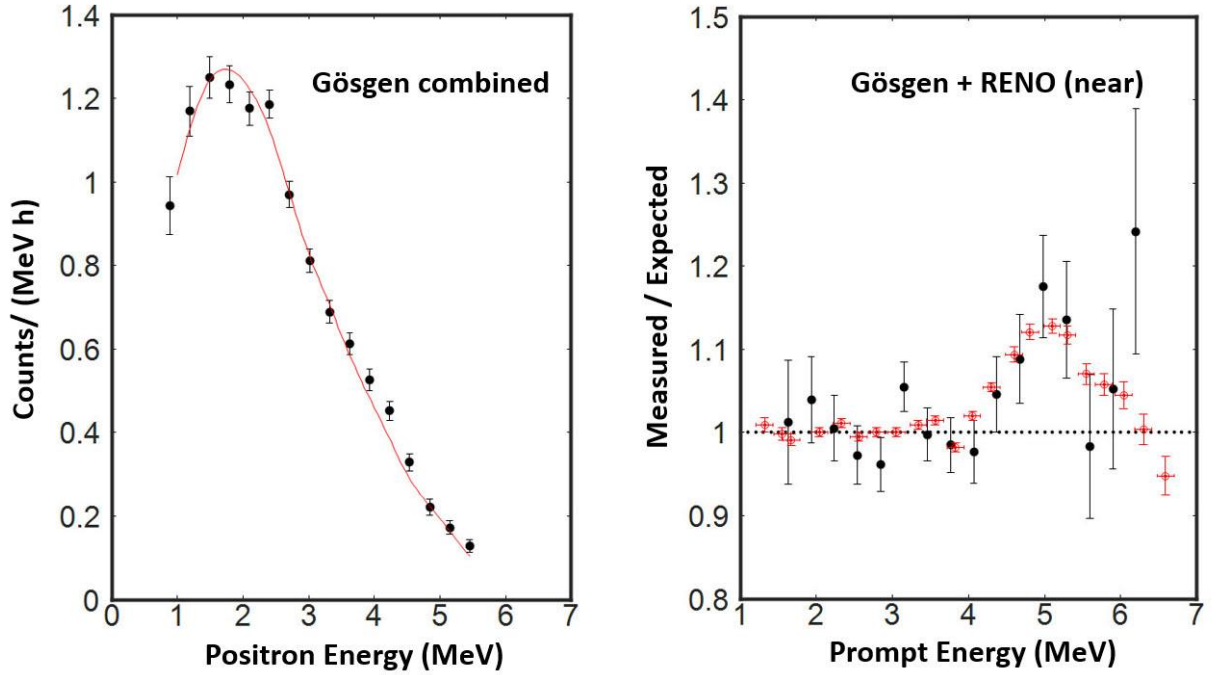 1.4
1.2
1
0.8
0.6
0.4
0.2
0
Counts/ (MeV h)
Gösgen combined
0 1 2 3 4 5 6 7
Positron Energy (MeV)
1.5
1.4
1.3
1.2
1.1
1
0.9
0.8
Measured / Expected
Gösgen + RENO (near)
1 2 3 4 5 6 7
Prompt Energy (MeV)